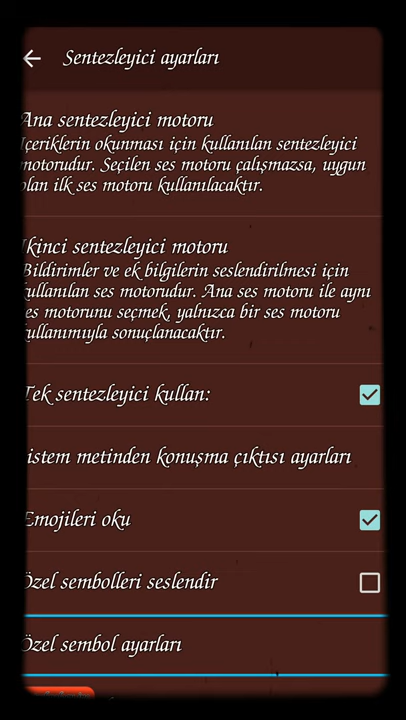 Sentezleyici ayarları
Ana sentezleyici motoru
İçeriklerin okunması için kullanılan sentezleyici
motorudur. Seçilen ses motoru çalışmazsa, uygun
olan ilk ses motoru kullanılacaktır.
İkinci sentezleyici motoru
Bildirimler ve ek bilgilerin seslendirilmesi için
kullanılan ses motorudur. Ana ses motoru ile aynı
ses motorunu seçmek, yalnızca bir ses motoru
kullanımıyla sonuçlanacaktır.
Tek sentezleyici kullan:
Sistem metinden konuşma çıktısı ayarları
Emojileri oku
Özel sembolleri seslendir
Özel sembol ayarları